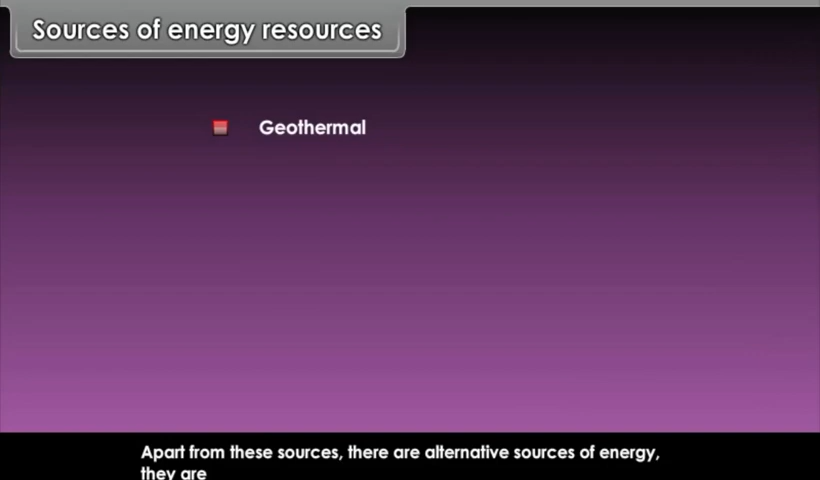 Sources of energy resources
Geothermal
Apart from these sources, there are alternative sources of energy,
they are